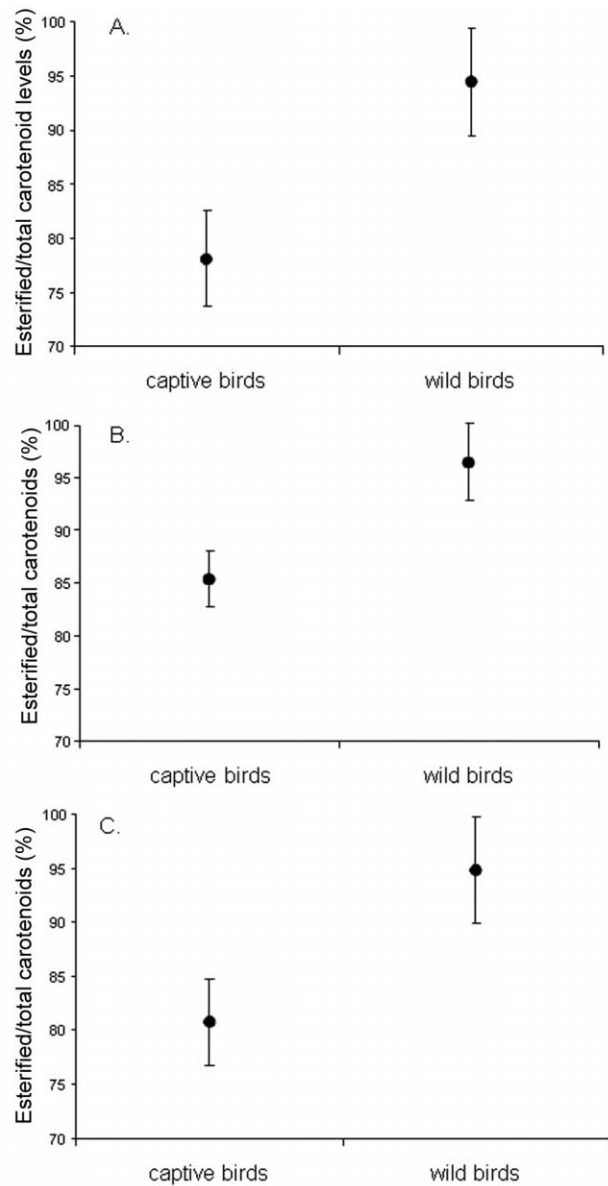 A.
Esterified/total carotenoid levels (%)
100
95
90
85
80
75
70
captive birds wild birds
B.
Esterified/total carotenoids (%)
100
95
90
85
80
75
70
captive birds wild birds
C.
Esterified/total carotenoids (%)
100
95
90
85
80
75
70
captive birds wild birds